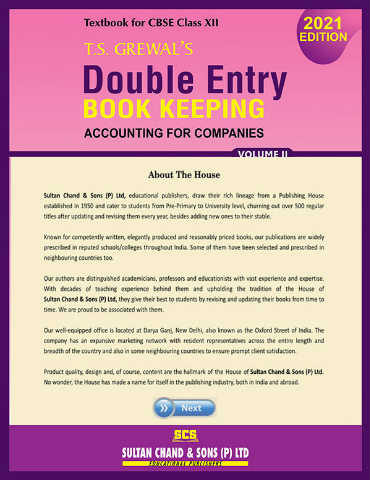 Textbook for CBSE Class XII
2021
EDITION
T.S. GREWAL'S
Double Entry
BOOK KEEPING
ACCOUNTING FOR COMPANIES
VOLUME II
About The House
Sultan Chand & Sons (P) Ltd, educational publishers, draw their rich lineage from a Publishing House
established in 1950 and cater to students from Pre-Primary to University level, churning out over 500 regular
titles after updating and revising them every year, besides adding new ones to their stable.
Known for competently written, elegantly produced and reasonably priced books, our publications are widely
prescribed in reputed schools/colleges throughout India. Some of them have been selected and prescribed in
neighbouring countries too.
Our authors are distinguished academicians, professors and educationists with vast experience and expertise.
With decades of teaching experience behind them and upholding the tradition of the House of
Sultan Chand & Sons (P) Ltd, they give their best to students by revising and updating their books from time to
time. We are proud to be associated with them.
Our well-equipped office is located at Darya Ganj, New Delhi, also known as the Oxford Street of India. The
company has an expansive marketing network with resident representatives across the entire length and
breadth of the country and also in some neighbouring countries to ensure prompt client satisfaction.
Product quality, design and, of course, content are the hallmark of the House of Sultan Chand & Sons (P) Ltd.
No wonder, the House has made a name for itself in the publishing industry, both in India and abroad.
Next
SCS
SULTAN CHAND & SONS (P) LTD
EDUCATIONAL PUBLISHERS